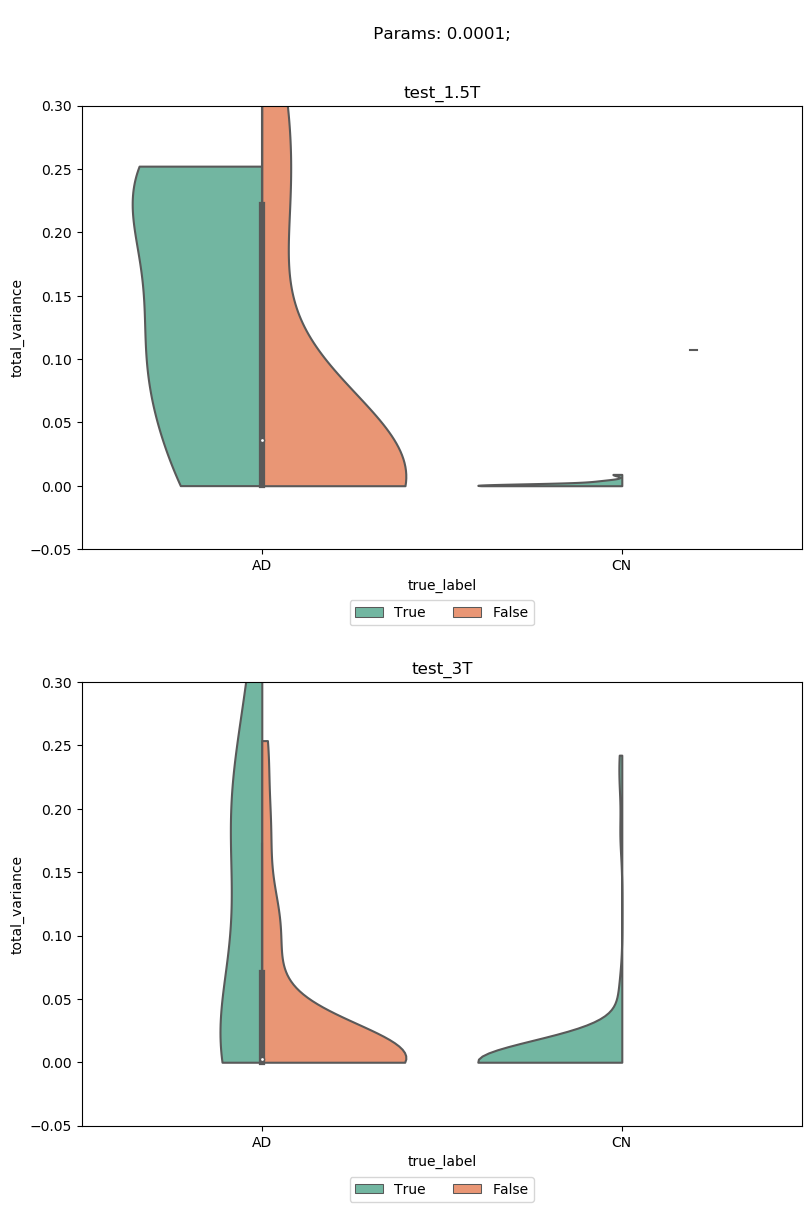 Params: 0.0001;
test_1.5T
0.30
0.25
0.20
0.15
0.10
0.05
0.00
−0.05
total_variance
AD
CN
true_label
True
False
test_3T
0.30
0.25
0.20
0.15
0.10
0.05
0.00
−0.05
total_variance
AD
CN
true_label
True
False